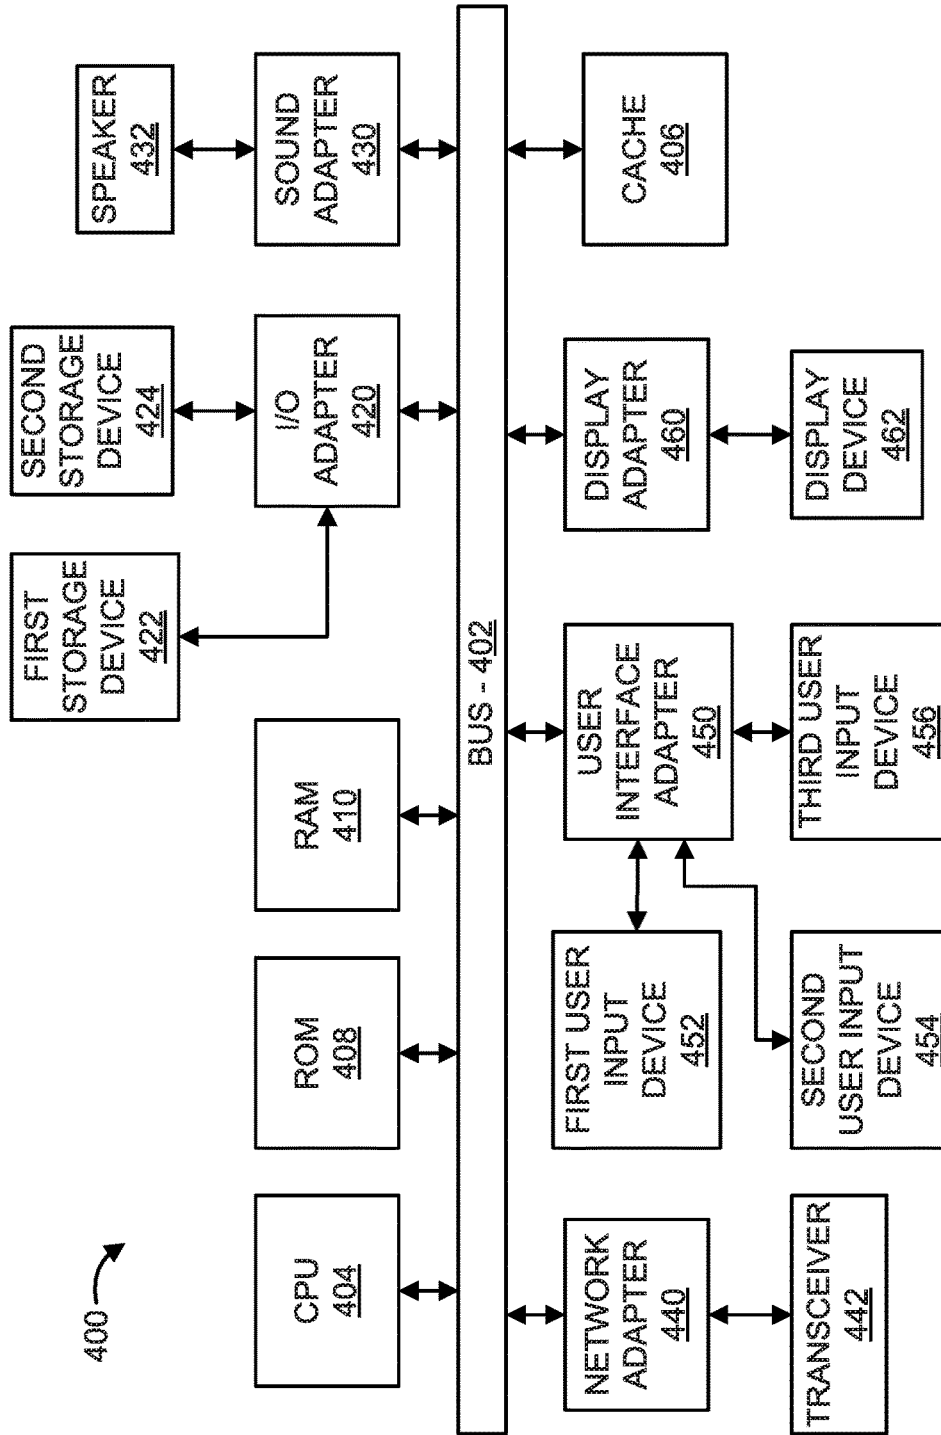 400
CPU
404
ROM
408
RAM
410
FIRST
STORAGE
DEVICE
422
SECOND
STORAGE
DEVICE
424
I/O
ADAPTER
420
SPEAKER
432
SOUND
ADAPTER
430
BUS - 402
NETWORK
ADAPTER
440
TRANSCEIVER
442
FIRST USER
INPUT
DEVICE
452
SECOND
USER INPUT
DEVICE
454
USER
INTERFACE
ADAPTER
450
THIRD USER
INPUT
DEVICE
456
DISPLAY
ADAPTER
460
DISPLAY
DEVICE
462
CACHE
406